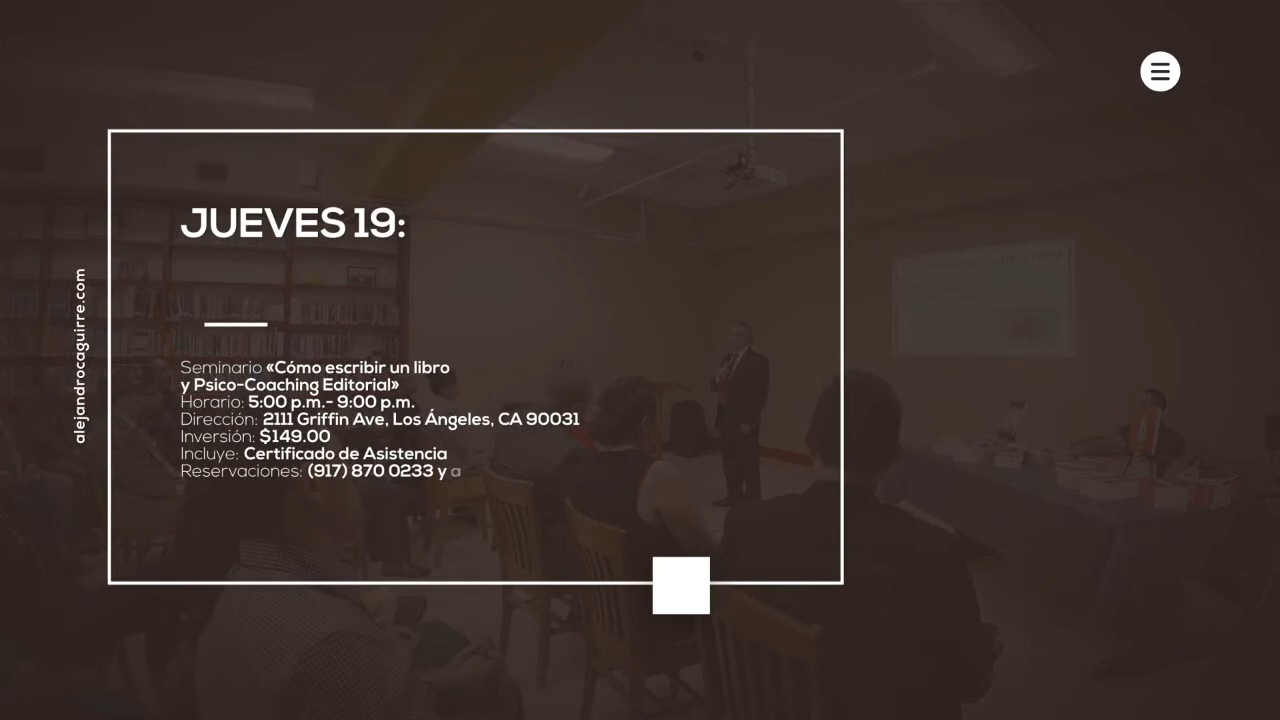 JUEVES 19:
alejandrocaguirre.com
Seminario «Cómo escribir un libro
y Psico-Coaching Editorial»
Horario: 5:00 p.m.- 9:00 p.m.
Dirección: 2111 Griffin Ave, Los Ángeles, CA 90031
Inversión: $149.00
Incluye: Certificado de Asistencia
Reservaciones: (917) 870 0233 y a